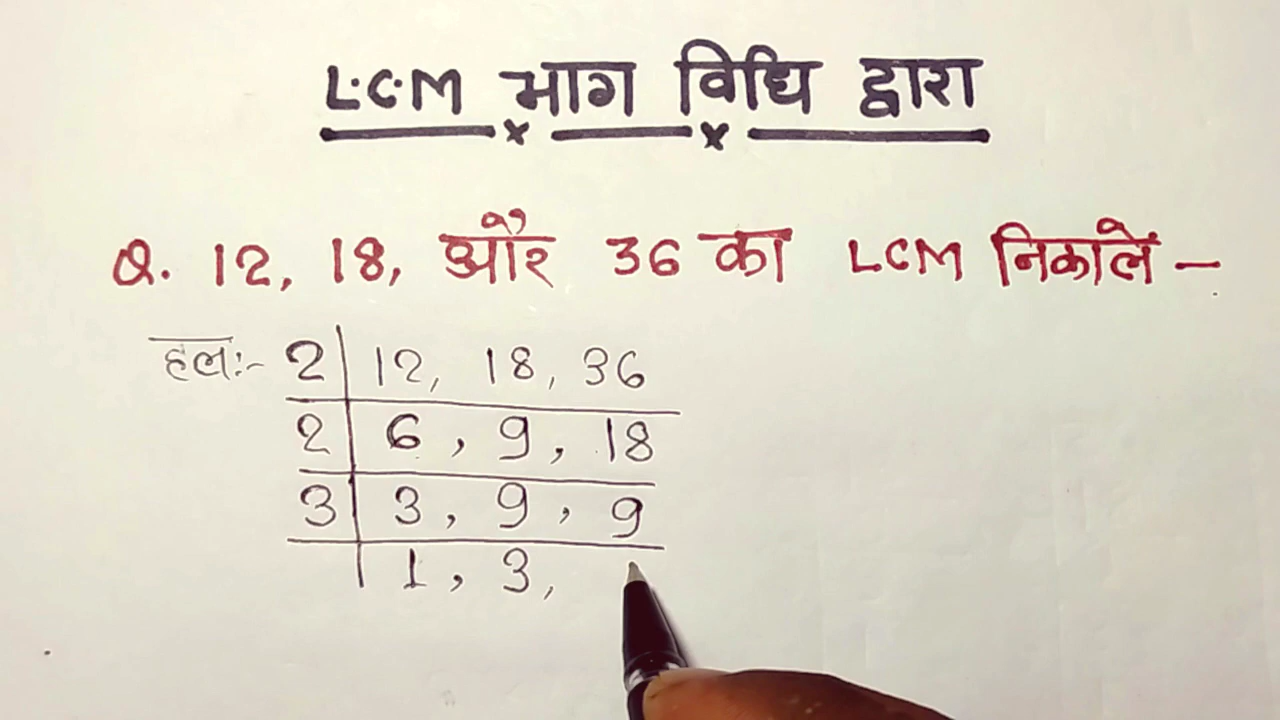 L.C.M भाग विधि द्वारा
Q. 12, 18, और 36 का LCM निकालें –
हलः- 2 | 12, 18, 36
2 | 6, 9, 18
3 | 3, 9, 9
| 1, 3,